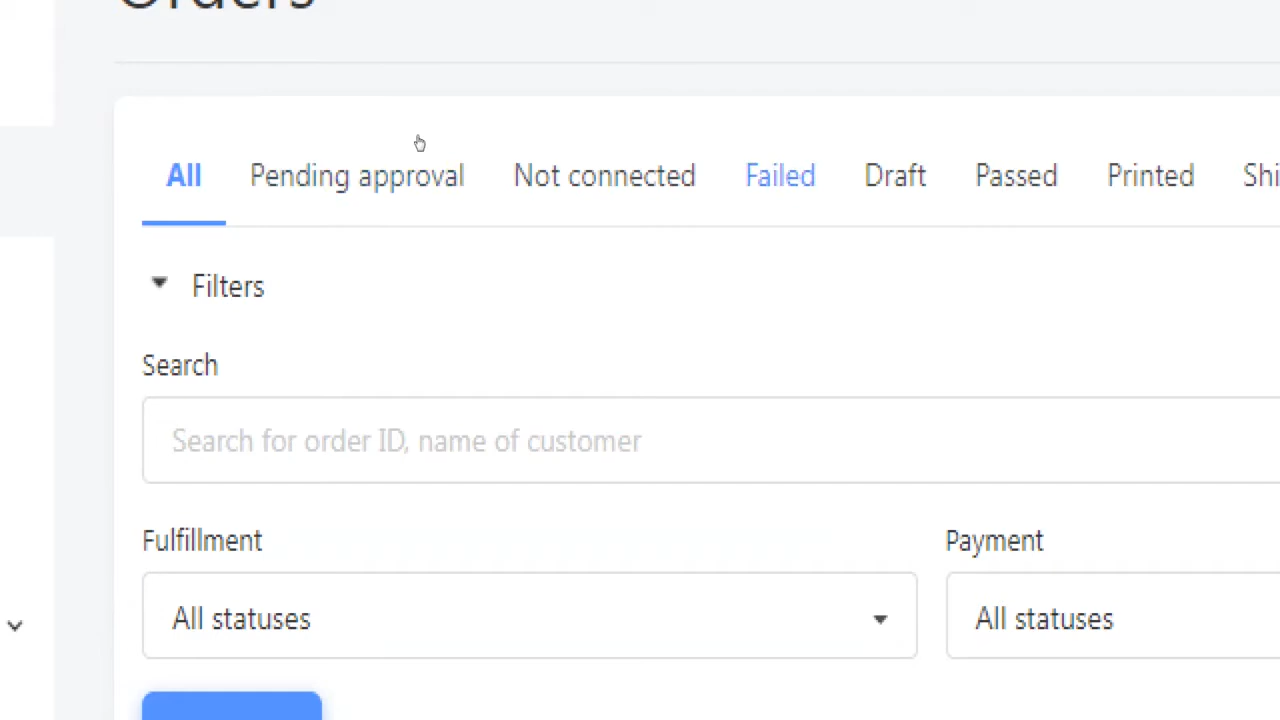 Orders
All Pending approval Not connected Failed Draft Passed Printed
Filters
Search
Search for order ID, name of customer
Fulfillment Payment
All statuses All statuses